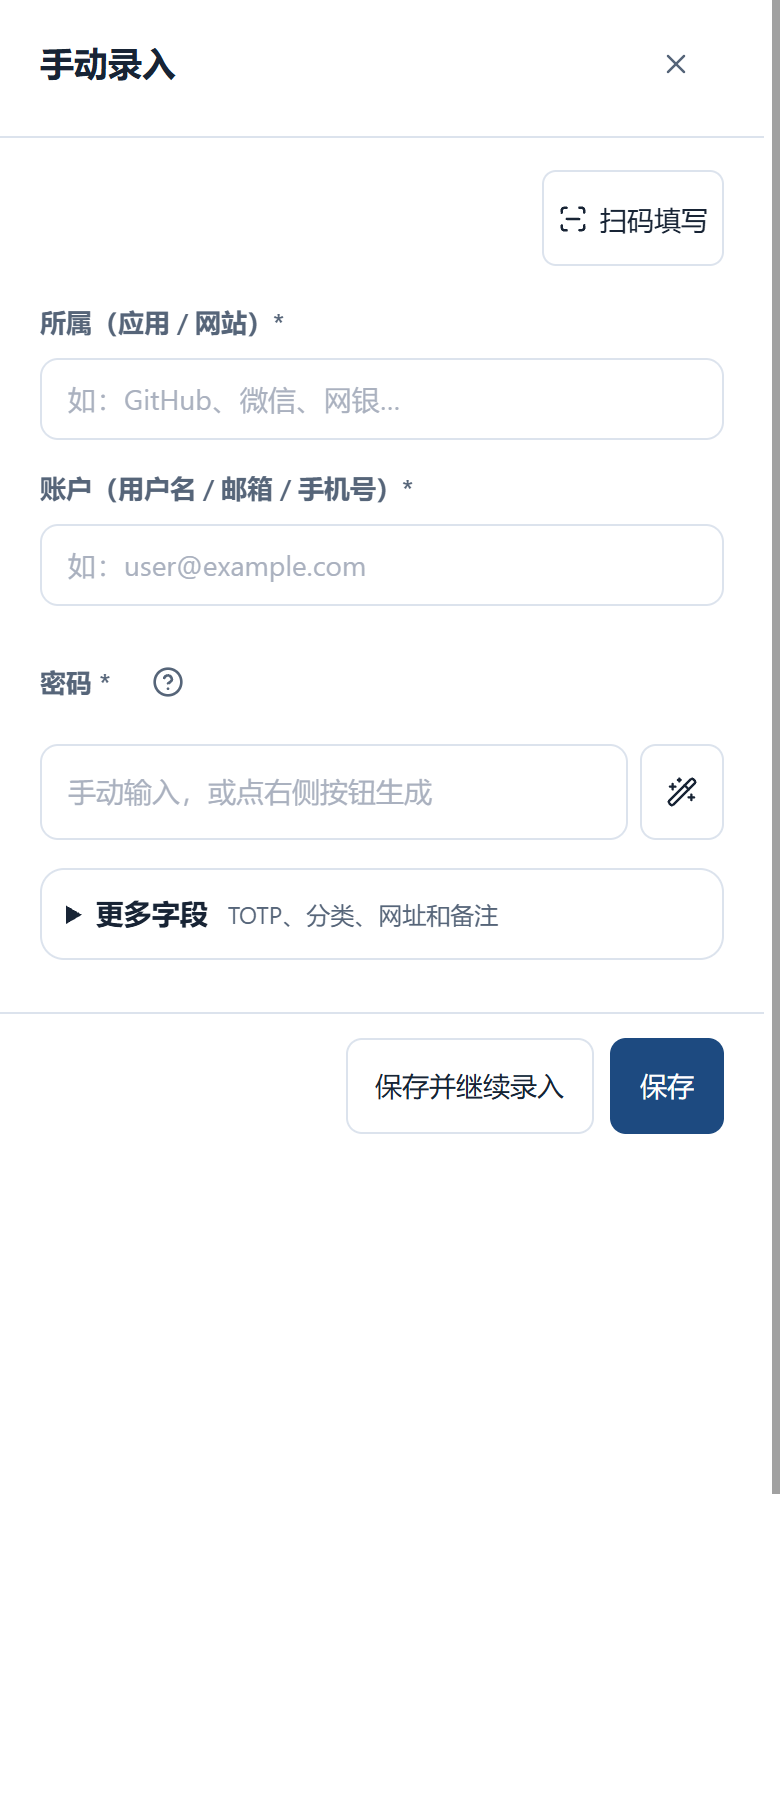 手动录入
扫码填写
所属（应用 / 网站）*
如：GitHub、微信、网银...
账户（用户名 / 邮箱 / 手机号）*
如：user@example.com
密码 *
手动输入，或点右侧按钮生成
更多字段 TOTP、分类、网址和备注
保存并继续录入 保存